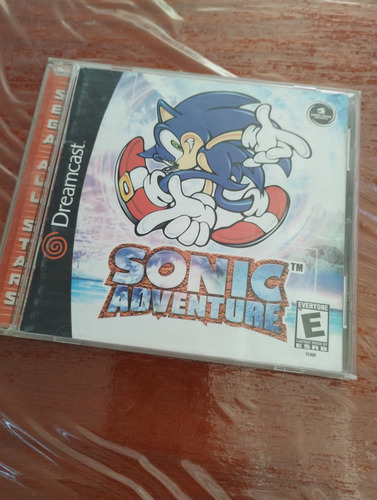 SEGA ALL STARS
Dreamcast
SONIC
ADVENTURE
TM
EVERYONE
E
ESRB